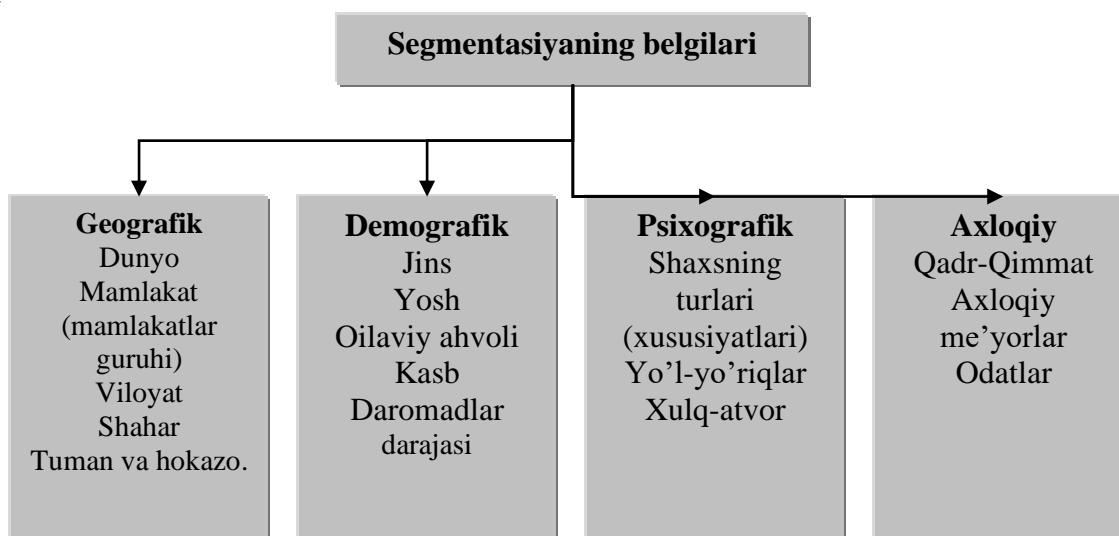 Segmentasiyaning belgilari
Geografik
Dunyo
Mamlakat
(mamlakatlar
guruhi)
Viloyat
Shahar
Tuman va hokazo.
Demografik
Jins
Yosh
Oilaviy ahvoli
Kasb
Daromadlar
darajasi
Psixografik
Shaxsning
turlari
(xususiyatlari)
Yo’l-yo’riqlar
Xulq-atvor
Axloqiy
Qadr-Qimmat
Axloqiy
me’yorlar
Odatlar